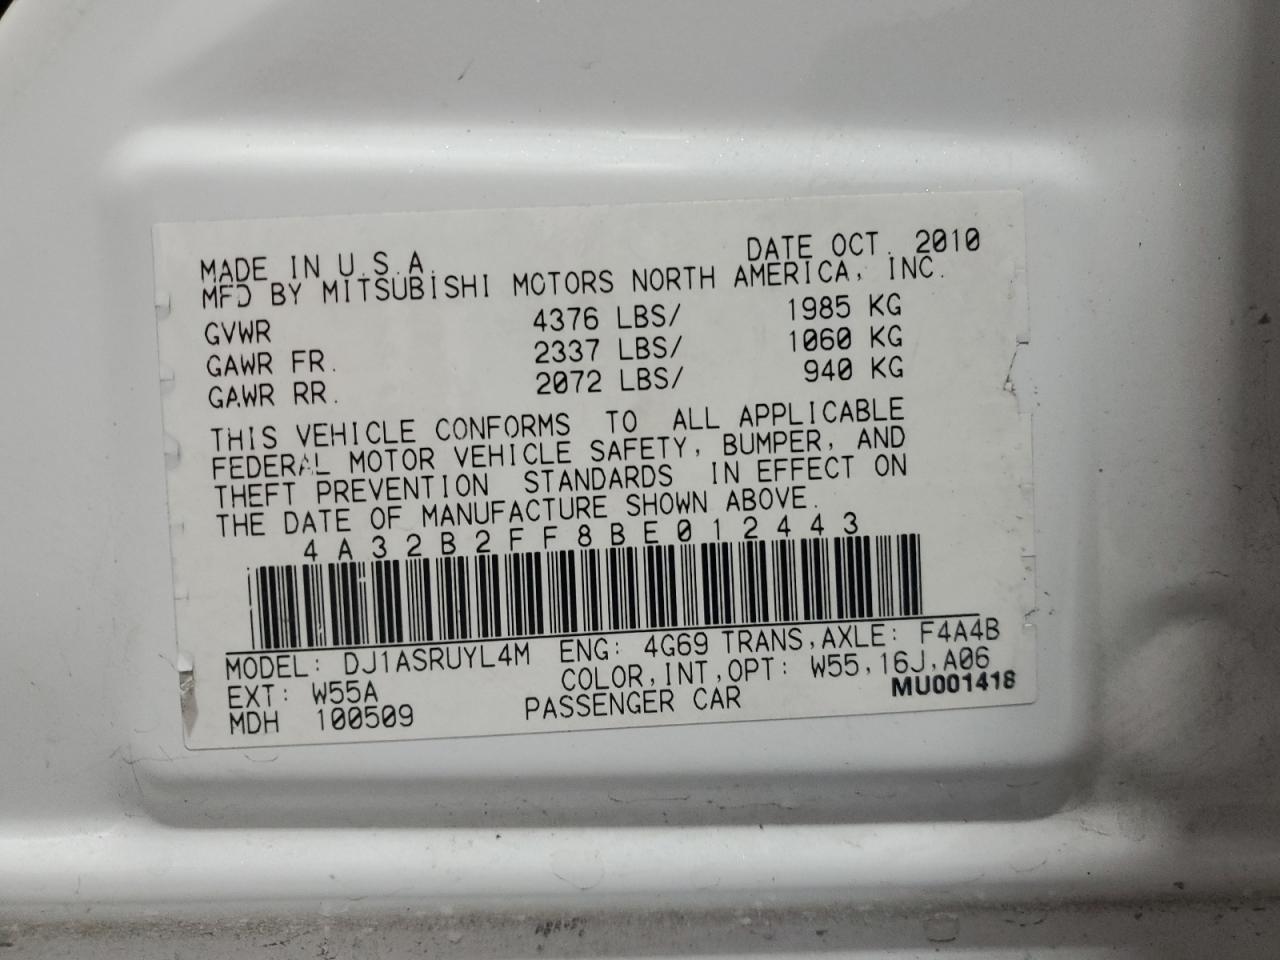 MADE IN U.S.A. DATE OCT. 2010
MFD BY MITSUBISHI MOTORS NORTH AMERICA, INC.
GVWR 4376 LBS/ 1985 KG
GAWR FR. 2337 LBS/ 1060 KG
GAWR RR. 2072 LBS/ 940 KG
THIS VEHICLE CONFORMS TO ALL APPLICABLE
FEDERAL MOTOR VEHICLE SAFETY, BUMPER, AND
THEFT PREVENTION STANDARDS IN EFFECT ON
THE DATE OF MANUFACTURE SHOWN ABOVE.
4A32B2FF8BE012443
MODEL: DJ1ASRUYL4M ENG: 4G69 TRANS,AXLE: F4A4B
EXT: W55A COLOR,INT,OPT: W55,16J,A06
MDH 100509 PASSENGER CAR MU001418